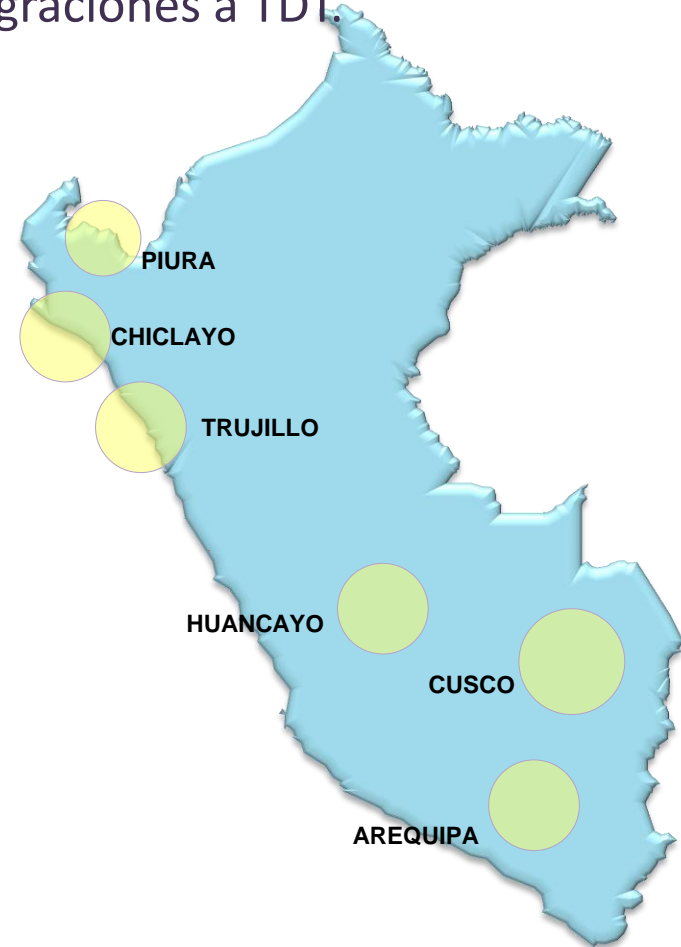 graciones a TDT.
PIURA
CHICLAYO
TRUJILLO
HUANCAYO
CUSCO
AREQUIPA